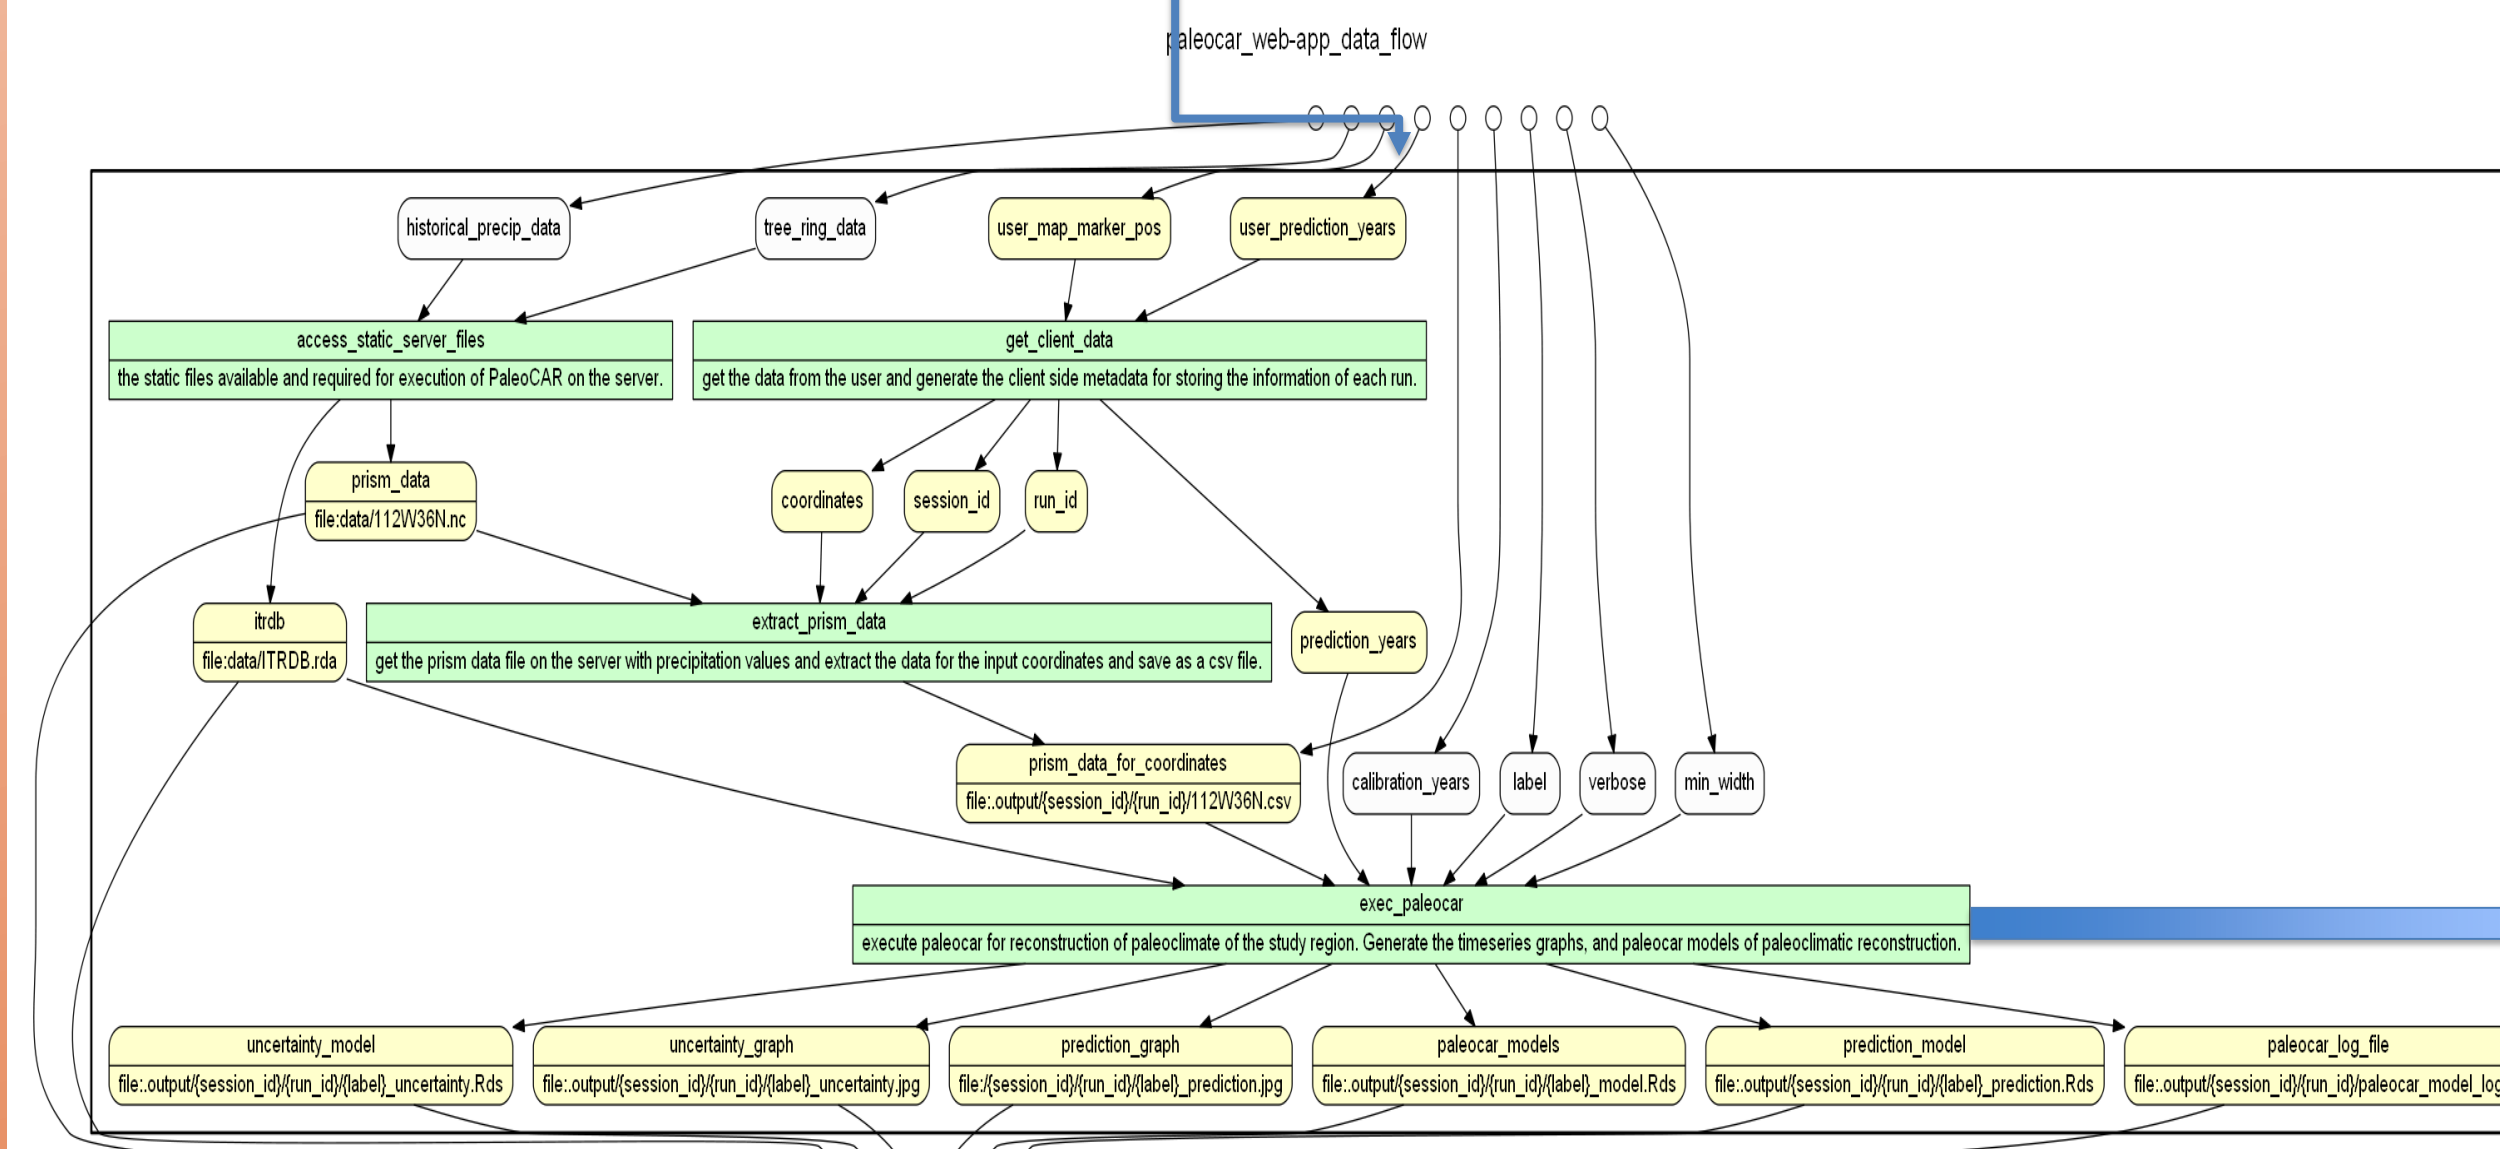 paleocar_web-app_data_flow
historical_precip_data
tree_ring_data
user_map_marker_pos
user_prediction_years
access_static_server_files
the static files available and required for execution of PaleoCAR on the server.
get_client_data
get the data from the user and generate the client side metadata for storing the information of each run.
prism_data
file:data/112W36N.nc
coordinates
session_id
run_id
itrdb
file:data/ITRDB.rda
extract_prism_data
get the prism data file on the server with precipitation values and extract the data for the input coordinates and save as a csv file.
prediction_years
prism_data_for_coordinates
file:.output/{session_id}/{run_id}/112W36N.csv
calibration_years
label
verbose
min_width
exec_paleocar
execute paleocar for reconstruction of paleoclimate of the study region. Generate the timeseries graphs, and paleocar models of paleoclimatic reconstruction.
uncertainty_model
file:.output/{session_id}/{run_id}/{label}_uncertainty.Rds
uncertainty_graph
file:.output/{session_id}/{run_id}/{label}_uncertainty.jpg
prediction_graph
file:/{session_id}/{run_id}/{label}_prediction.jpg
paleocar_models
file:.output/{session_id}/{run_id}/{label}_model.Rds
prediction_model
file:.output/{session_id}/{run_id}/{label}_prediction.Rds
paleocar_log_file
file:.output/{session_id}/{run_id}/paleocar_model_log